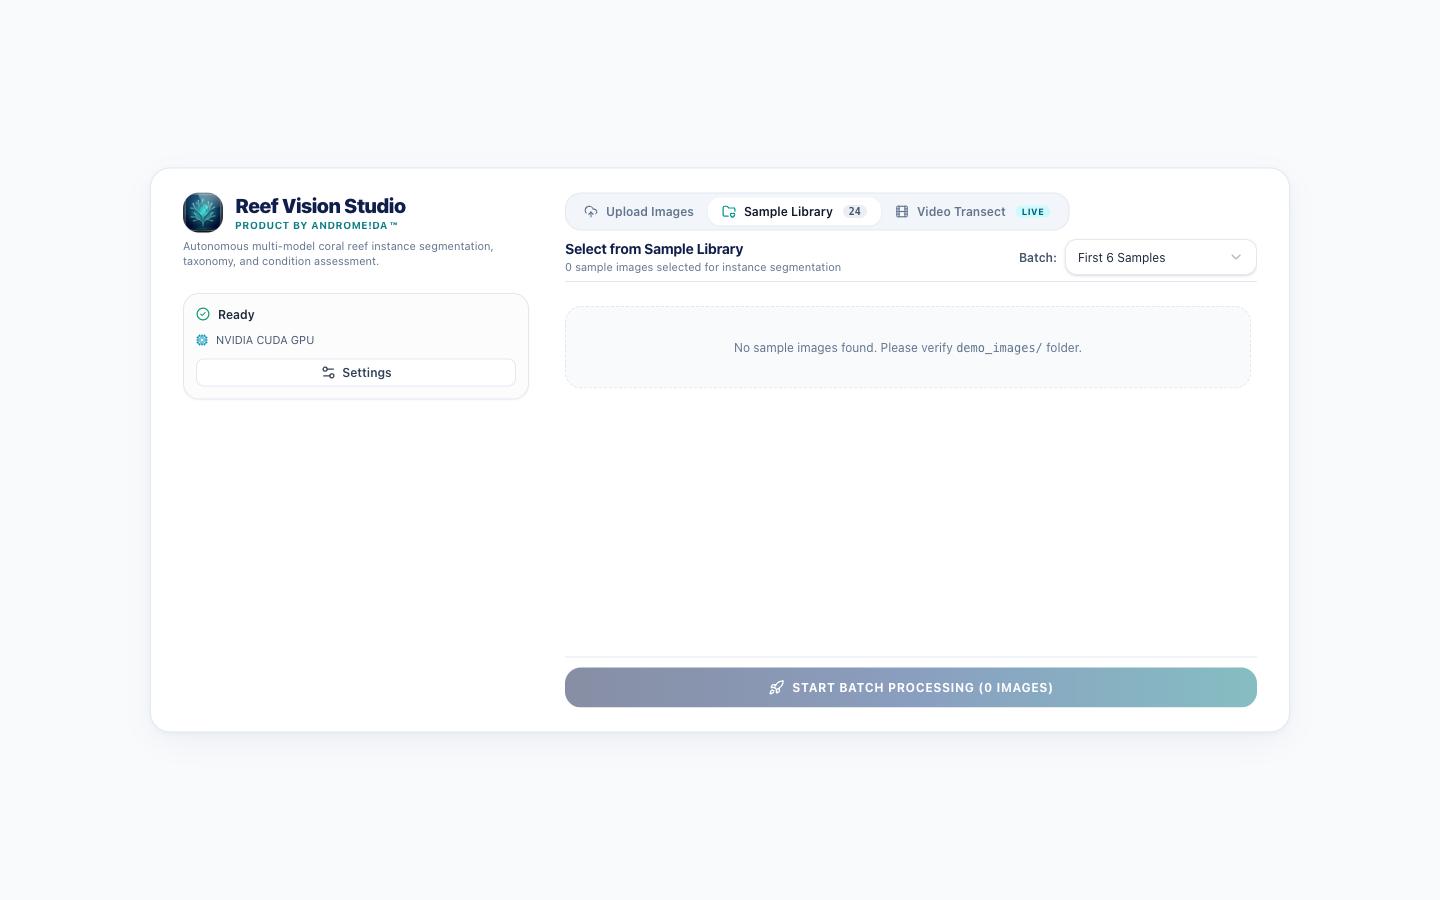 Reef Vision Studio
PRODUCT BY ANDROME!DA™
Autonomous multi-model coral reef instance segmentation,
taxonomy, and condition assessment.
Ready
NVIDIA CUDA GPU
Settings
Upload Images
Sample Library 24
Video Transect LIVE
Select from Sample Library
0 sample images selected for instance segmentation
Batch: First 6 Samples
No sample images found. Please verify demo_images/ folder.
START BATCH PROCESSING (0 IMAGES)